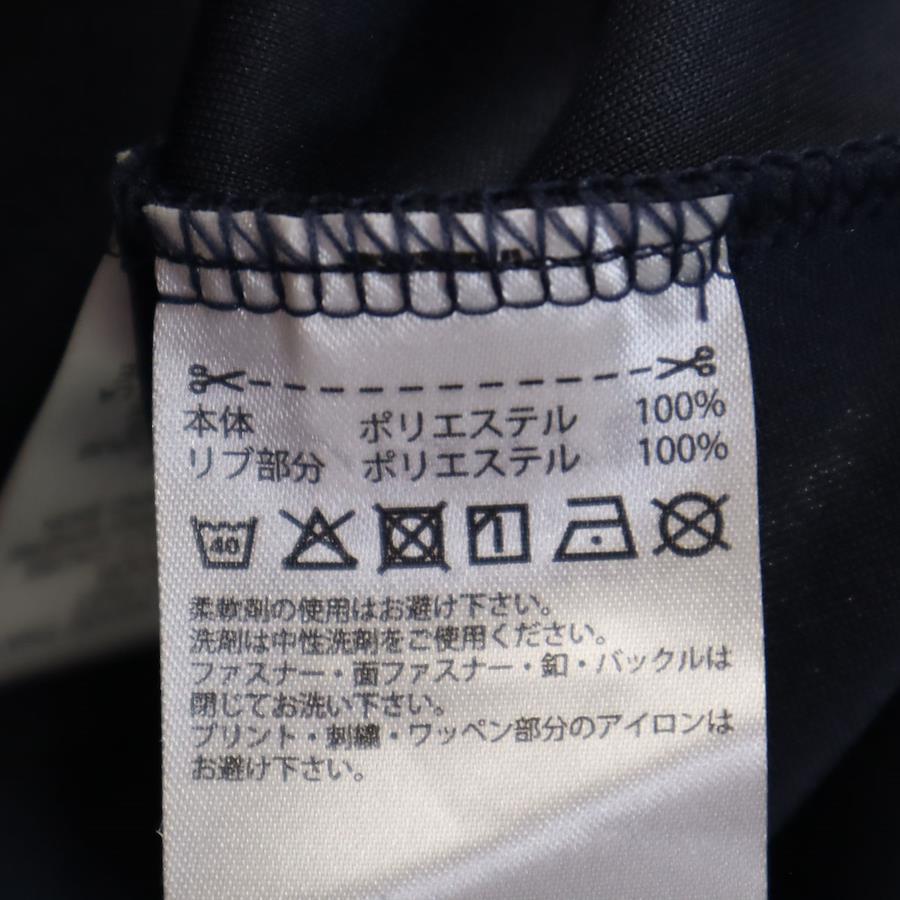 本体 ポリエステル 100%
リブ部分 ポリエステル 100%
40 1
柔軟剤の使用はお避け下さい。
洗剤は中性洗剤をご使用ください。
ファスナー・面ファスナー・釦・バックルは
閉じてお洗い下さい。
プリント・刺繍・ワッペン部分のアイロンは
お避け下さい。